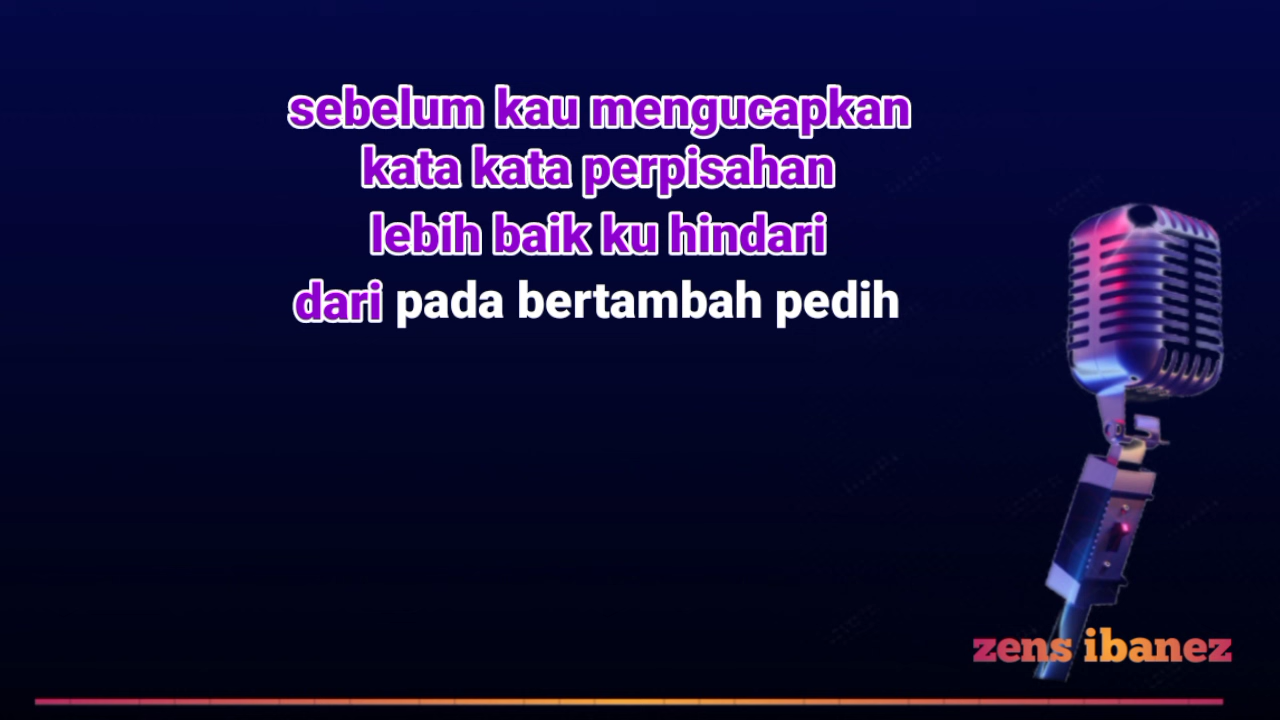 sebelum kau mengucapkan
kata kata perpisahan
lebih baik ku hindari
dari pada bertambah pedih
zens ibanez